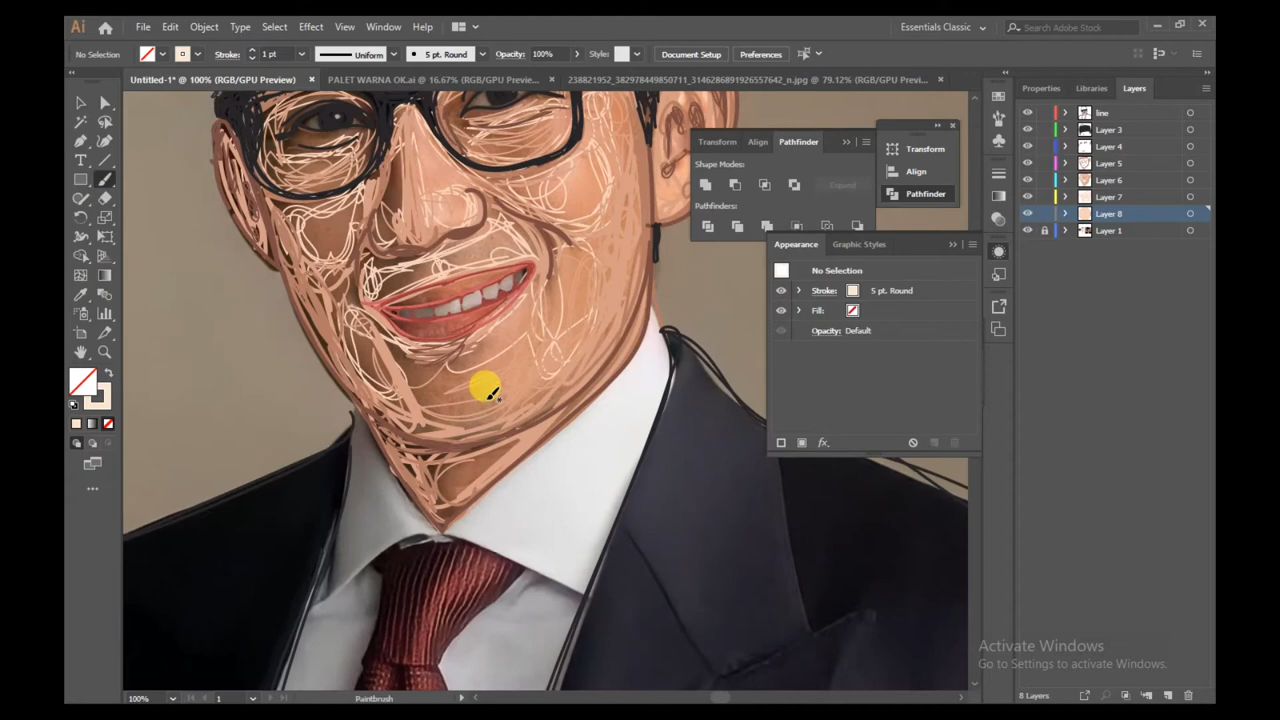 Ai File Edit Object Type Select Effect View Window Help Essentials Classic Search Adobe Stock
No Selection Stroke: 1 pt Uniform 5 pt. Round Opacity: 100% Style: Document Setup Preferences
Untitled-1* @ 100% (RGB/GPU Preview) × PALET WARNA OK.ai @ 16.67% (RGB/GPU Previe... × 238821952_382978449850711_3146286891926557642_n.jpg @ 79.12% (RGB/GPU Previ... ×
Properties Libraries Layers
line
Layer 3
Layer 4
Layer 5
Layer 6
Layer 7
Layer 8
Layer 1
Transform Align Pathfinder
Shape Modes:
Expand
Pathfinders:
Transform
Align
Pathfinder
Appearance Graphic Styles
No Selection
Stroke: 5 pt. Round
Fill:
Opacity: Default
fx
Activate Windows
Go to Settings to activate Windows.
100% 1 Paintbrush
8 Layers